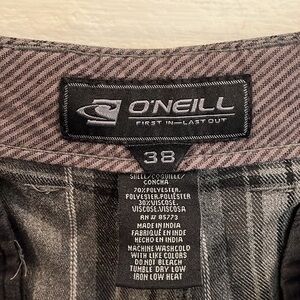 O'NEILL
FIRST IN—LAST OUT
38
SHELL/COQUILLE/
CONCHA
70%POLYESTER,
POLYESTER,POLIÉSTER
30%VISCOSE,
VISCOSE,VISCOSA
RN# 85773
MADE IN INDIA
FABRIQUÉ EN INDE
HECHO EN INDIA
MACHINE WASH COLD
WITH LIKE COLORS
DO NOT BLEACH
TUMBLE DRY LOW
IRON LOW HEAT